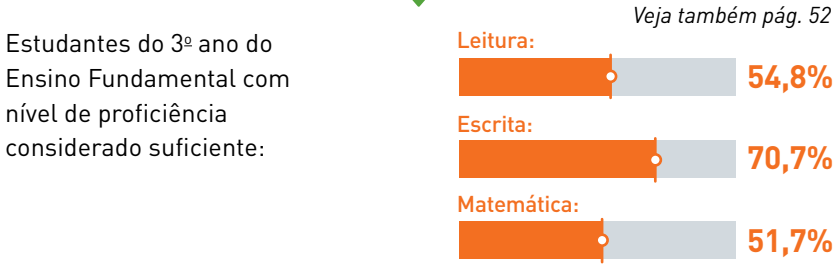 Veja também pág. 52
Estudantes do 3º ano do
Ensino Fundamental com
nível de proficiência
considerado suficiente:
Leitura:
54,8%
Escrita:
70,7%
Matemática:
51,7%